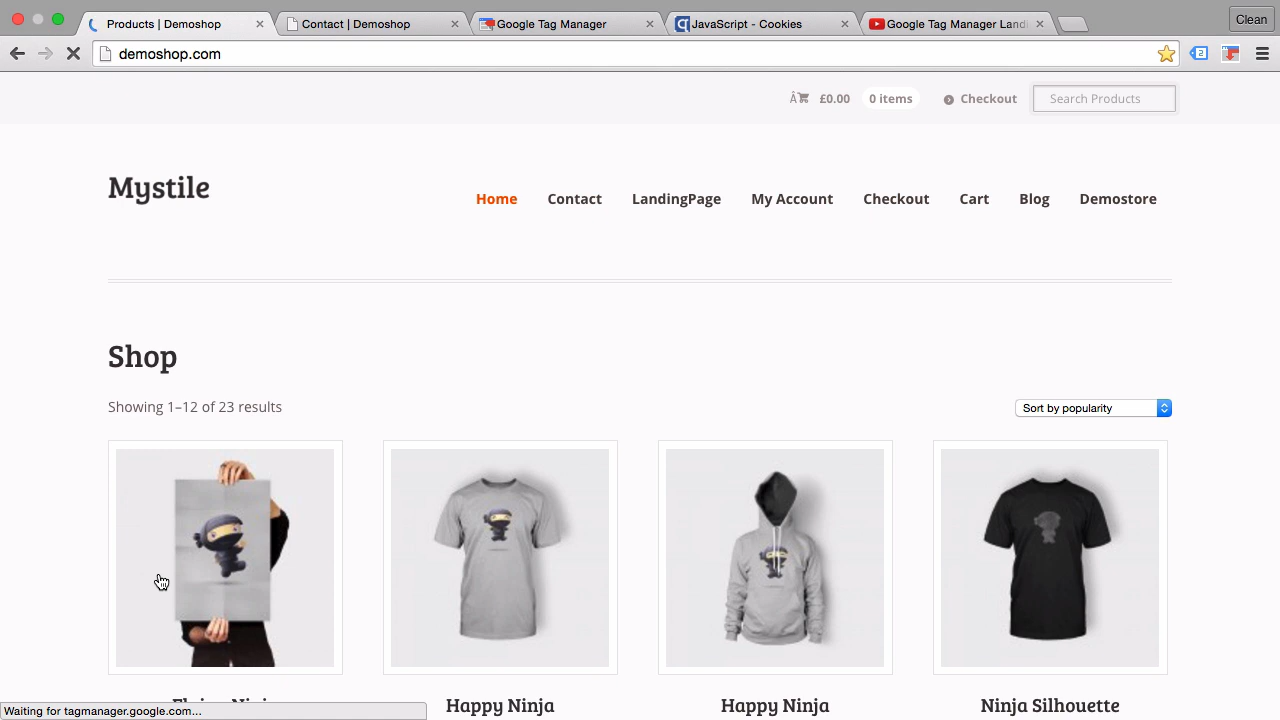 Products | Demoshop
Contact | Demoshop
Google Tag Manager
JavaScript - Cookies
Google Tag Manager Landi
Clean
demoshop.com
2
£0.00 0 items Checkout Search Products
Mystile
Home Contact LandingPage My Account Checkout Cart Blog Demostore
Shop
Showing 1–12 of 23 results
Sort by popularity
Happy Ninja
Happy Ninja
Ninja Silhouette
Waiting for tagmanager.google.com...